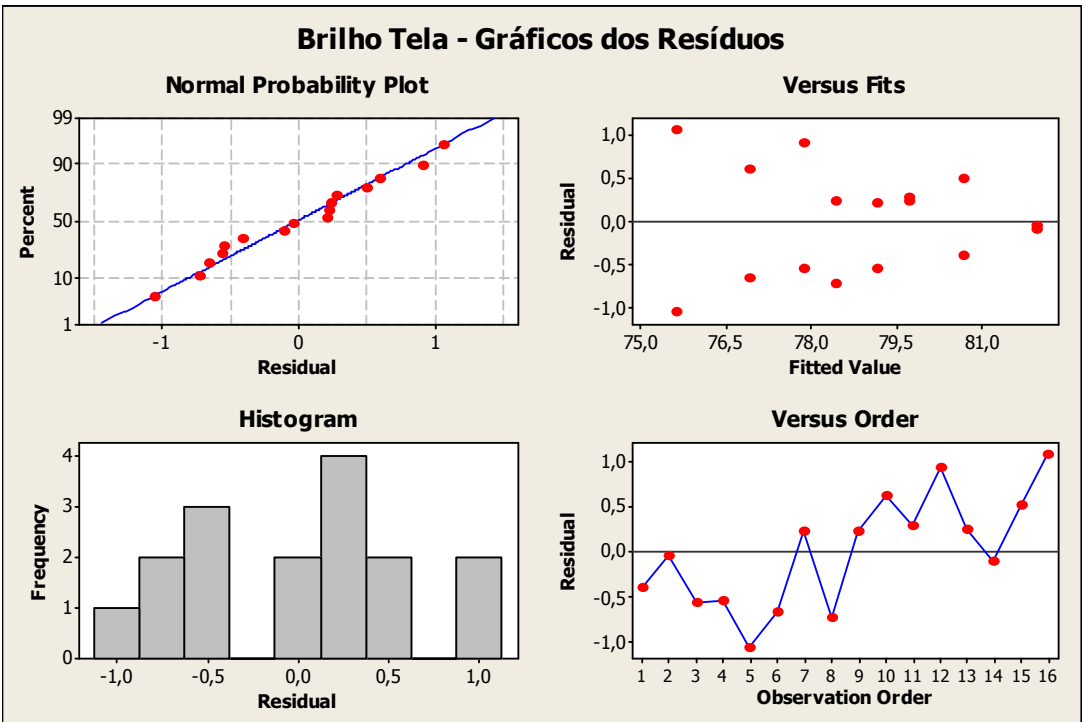 Brilho Tela - Gráficos dos Resíduos
Normal Probability Plot
99
90
50
10
1
Percent
-1 0 1
Residual
Versus Fits
1,0
0,5
0,0
-0,5
-1,0
Residual
75,0 76,5 78,0 79,5 81,0
Fitted Value
Histogram
4
3
2
1
0
Frequency
-1,0 -0,5 0,0 0,5 1,0
Residual
Versus Order
1,0
0,5
0,0
-0,5
-1,0
Residual
1 2 3 4 5 6 7 8 9 10 11 12 13 14 15 16
Observation Order